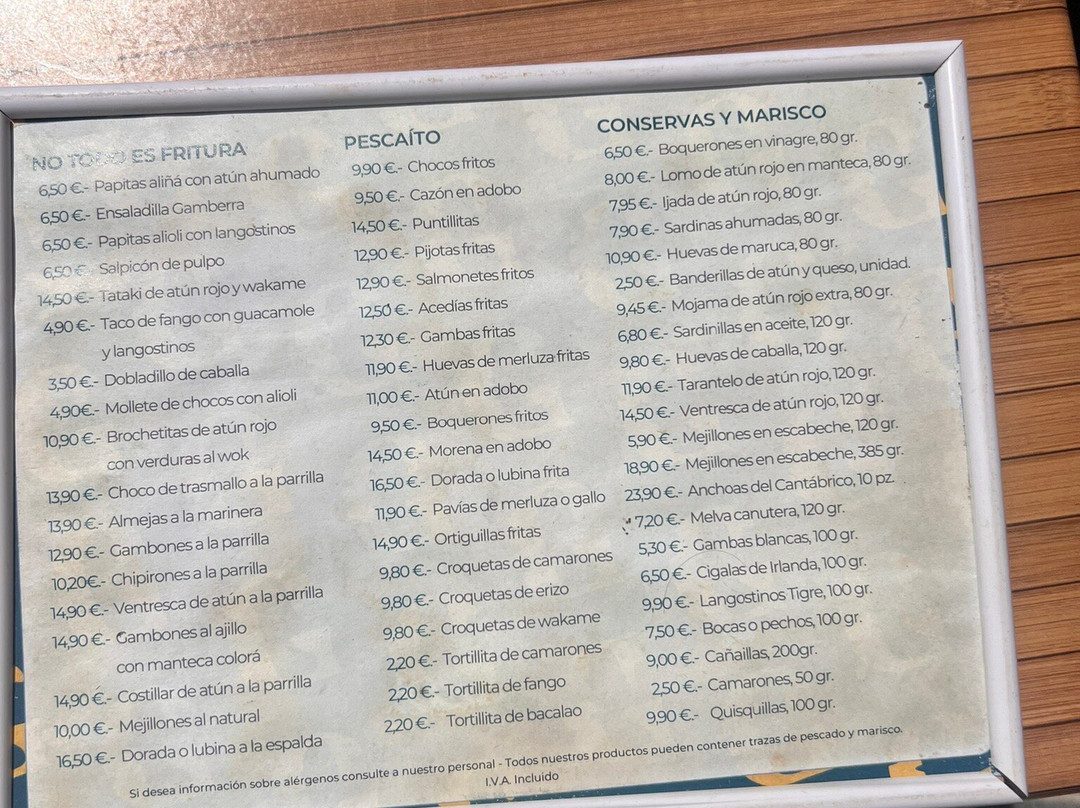 NO TODO ES FRITURA
6,50 €.- Papitas aliñá con atún ahumado
6,50 €.- Ensaladilla Gamberra
6,50 €.- Papitas alioli con langostinos
6,50 € Salpicón de pulpo
14,50 €.- Tataki de atún rojo y wakame
4,90 €.- Taco de fango con guacamole
y langostinos
3,50 €.- Dobladillo de caballa
4,90€.- Mollete de chocos con alioli
10,90 €.- Brochetitas de atún rojo
con verduras al wok
13,90 €.- Choco de trasmallo a la parrilla
13,90 €.- Almejas a la marinera
12,90 €.- Gambones a la parrilla
10,20€.- Chipirones a la parrilla
14,90 €.- Ventresca de atún a la parrilla
14,90 €.- Gambones al ajillo
con manteca colorá
14,90 €.- Costillar de atún a la parrilla
10,00 €.- Mejillones al natural
16,50 €.- Dorada o lubina a la espalda
PESCAÍTO
9,90 €.- Chocos fritos
9,50 €.- Cazón en adobo
14,50 €.- Puntillitas
12,90 €.- Pijotas fritas
12,90 €.- Salmonetes fritos
12,50 €.- Acedías fritas
12,30 €.- Gambas fritas
11,90 €.- Huevas de merluza fritas
11,00 €.- Atún en adobo
9,50 €.- Boquerones fritos
14,50 €.- Morena en adobo
16,50 €.- Dorada o lubina frita
11,90 €.- Pavías de merluza o gallo
14,90 €.- Ortiguillas fritas
9,80 €.- Croquetas de camarones
9,80 €.- Croquetas de erizo
9,80 €.- Croquetas de wakame
2,20 €.- Tortillita de camarones
2,20 €.- Tortillita de fango
2,20 €.- Tortillita de bacalao
CONSERVAS Y MARISCO
6,50 €.- Boquerones en vinagre, 80 gr.
8,00 €.- Lomo de atún rojo en manteca, 80 gr.
7,95 €.- Ijada de atún rojo, 80 gr.
7,90 €.- Sardinas ahumadas, 80 gr.
10,90 €.- Huevas de maruca, 80 gr.
2,50 €.- Banderillas de atún y queso, unidad.
9,45 €.- Mojama de atún rojo extra, 80 gr.
6,80 €.- Sardinillas en aceite, 120 gr.
9,80 €.- Huevas de caballa, 120 gr.
11,90 €.- Tarantelo de atún rojo, 120 gr.
14,50 €.- Ventresca de atún rojo, 120 gr.
5,90 €.- Mejillones en escabeche, 120 gr.
18,90 €.- Mejillones en escabeche, 385 gr.
23,90 €.- Anchoas del Cantábrico, 10 pz.
7,20 €.- Melva canutera, 120 gr.
5,30 €.- Gambas blancas, 100 gr.
6,50 €.- Cigalas de Irlanda, 100 gr.
9,90 €.- Langostinos Tigre, 100 gr.
7,50 €.- Bocas o pechos, 100 gr.
9,00 €.- Cañaíllas, 200gr.
2,50 €.- Camarones, 50 gr.
9,90 €.- Quisquillas, 100 gr.
Si desea información sobre alérgenos consulte a nuestro personal - Todos nuestros productos pueden contener trazas de pescado y marisco.
I.V.A. Incluido